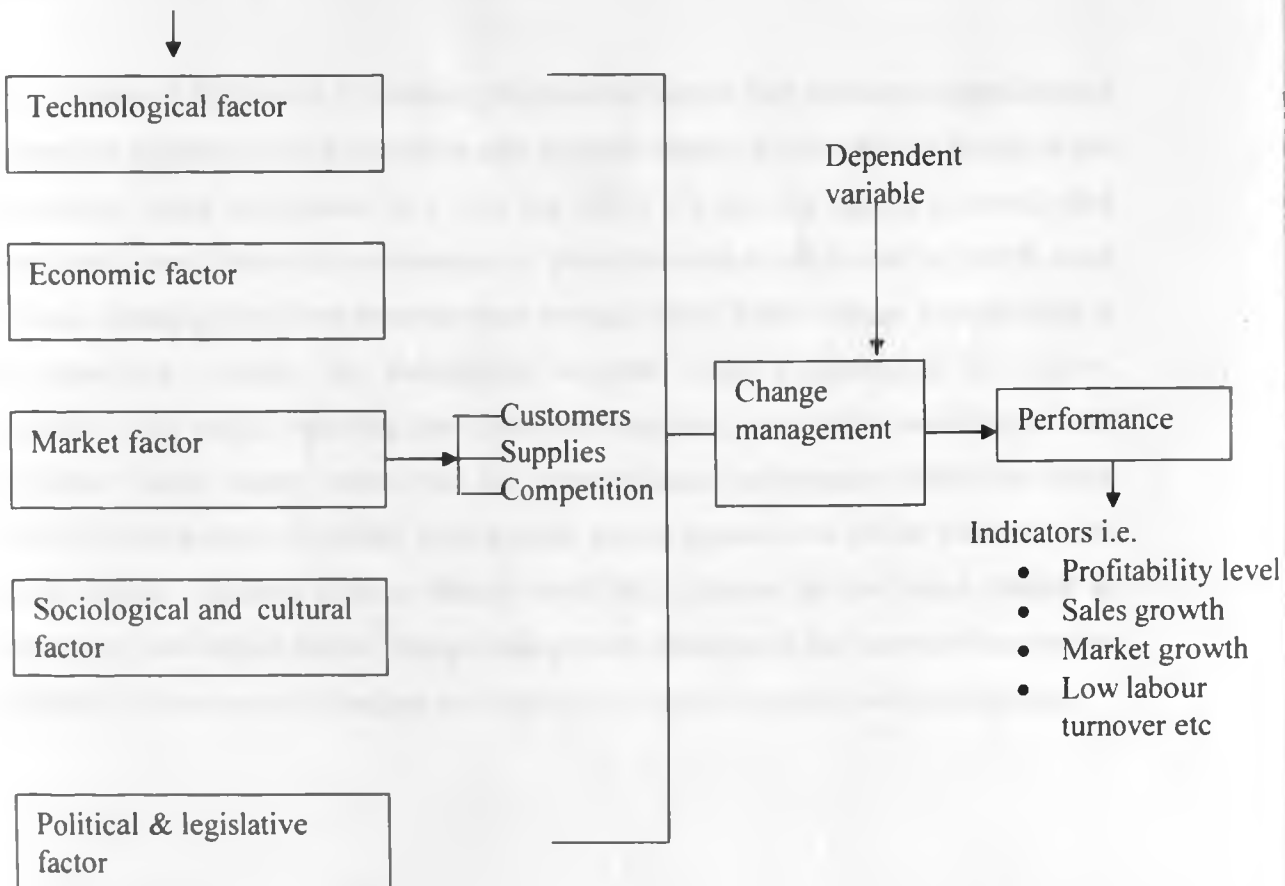 Technological factor
Economic factor
Market factor
Customers
Supplies
Competition
Sociological and cultural
factor
Political & legislative
factor
Dependent
variable
Change
management
Performance
Indicators i.e.
• Profitability level
• Sales growth
• Market growth
• Low labour
turnover etc